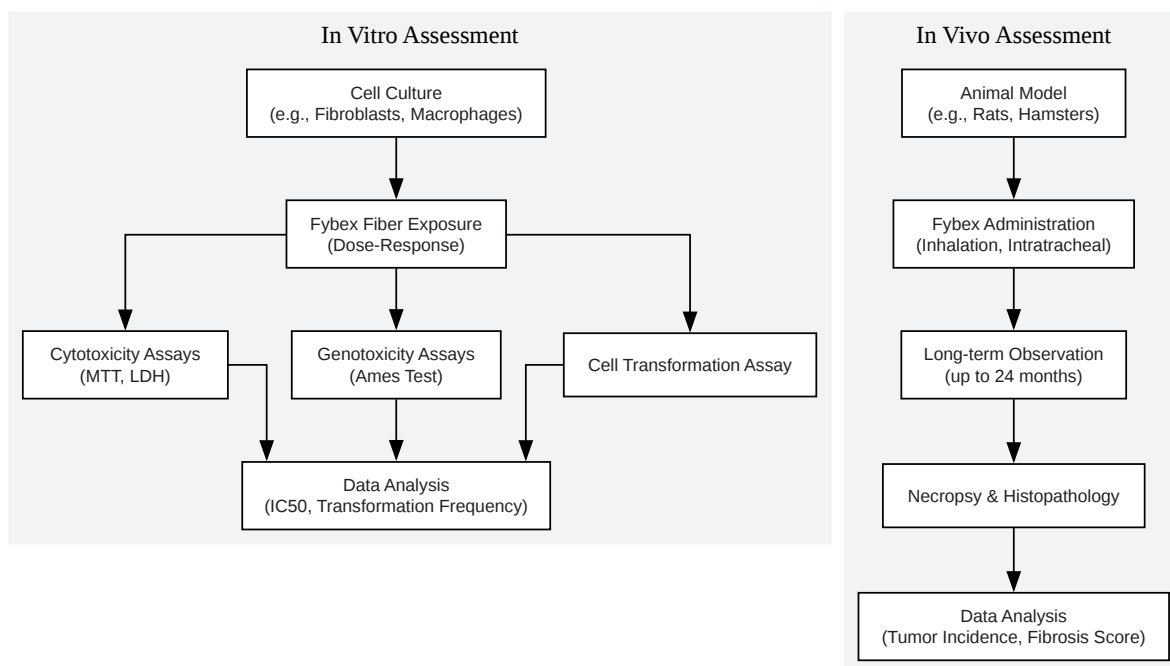 In Vitro Assessment
Cell Culture
(e.g., Fibroblasts, Macrophages)
Fybex Fiber Exposure
(Dose-Response)
Cytotoxicity Assays
(MTT, LDH)
Genotoxicity Assays
(Ames Test)
Cell Transformation Assay
Data Analysis
(IC50, Transformation Frequency)
In Vivo Assessment
Animal Model
(e.g., Rats, Hamsters)
Fybex Administration
(Inhalation, Intratracheal)
Long-term Observation
(up to 24 months)
Necropsy & Histopathology
Data Analysis
(Tumor Incidence, Fibrosis Score)